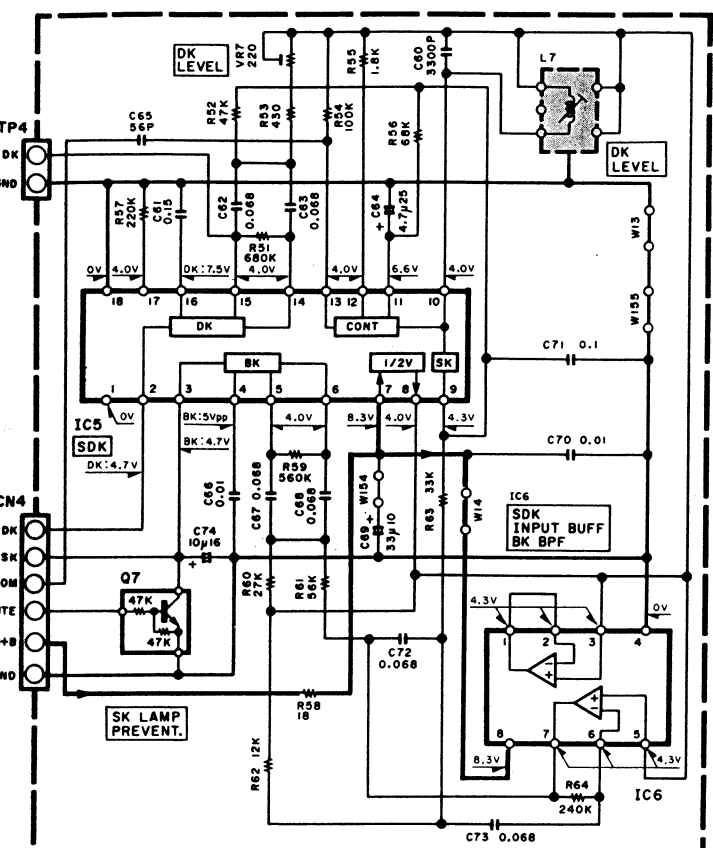 DK
LEVEL
VR7
220
R55
1.8K
C60
3300P
L7
TP4
C65
56P
R52
47K
R53
430
R54
100K
R56
68K
DK
DK
LEVEL
GND
R57
220K
C61
0.15
C62
0.068
C63
0.068
C64
4.7µ25
+
R51
680K
W13
0V
4.0V
DK:7.5V
4.0V
4.0V
6.6V
4.0V
18
17
16
15
14
13
12
11
10
W155
DK
CONT
BK
1/2V
SK
C71 0.1
1
2
3
4
5
6
7
8
9
IC5
0V
BK:5Vpp
4.0V
8.3V
4.0V
4.3V
SDK
BK:4.7V
C70 0.01
DK:4.7V
R59
560K
C66
0.01
C67 0.068
C68
0.068
W154
R63 33K
W14
IC6
SDK
INPUT BUFF
BK BPF
CN4
C69
+
33µ10
DK
SK
C74
10µ16
+
OM
Q7
R60
27K
R61
56K
UTE
47K
47K
4.3V
0V
+B
1
2
3
4
C72
0.068
ND
SK LAMP
PREVENT.
R58
18
8
7
6
5
8.3V
4.3V
R62 12K
R64
240K
IC6
C73 0.068